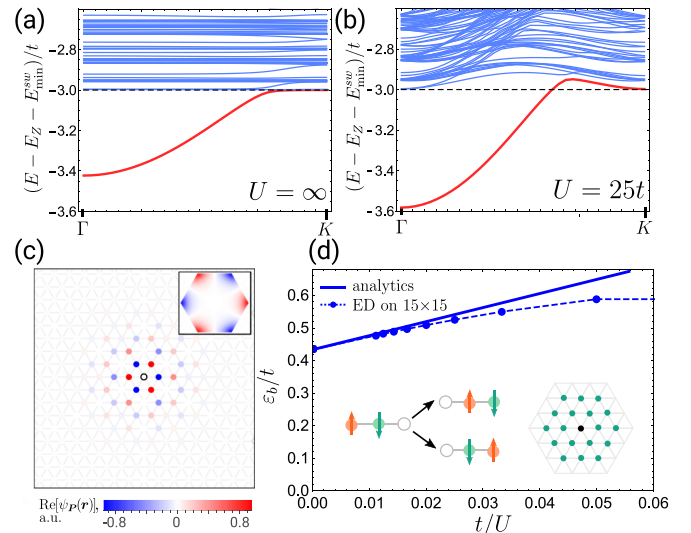 (a)
(E − E_Z − E^{sw}_{min})/t
−2.8
−3.0
−3.2
−3.4
−3.6
Γ
K
U = ∞
(b)
(E − E_Z − E^{sw}_{min})/t
−2.8
−3.0
−3.2
−3.4
−3.6
Γ
K
U = 25t
(c)
Re[ψ_P(r)],
a.u.
-0.8
0
0.8
(d)
ε_b/t
0.6
0.5
0.4
0.3
0.2
0.1
0.0
analytics
ED on 15×15
0.00
0.01
0.02
0.03
0.04
0.05
0.06
t/U